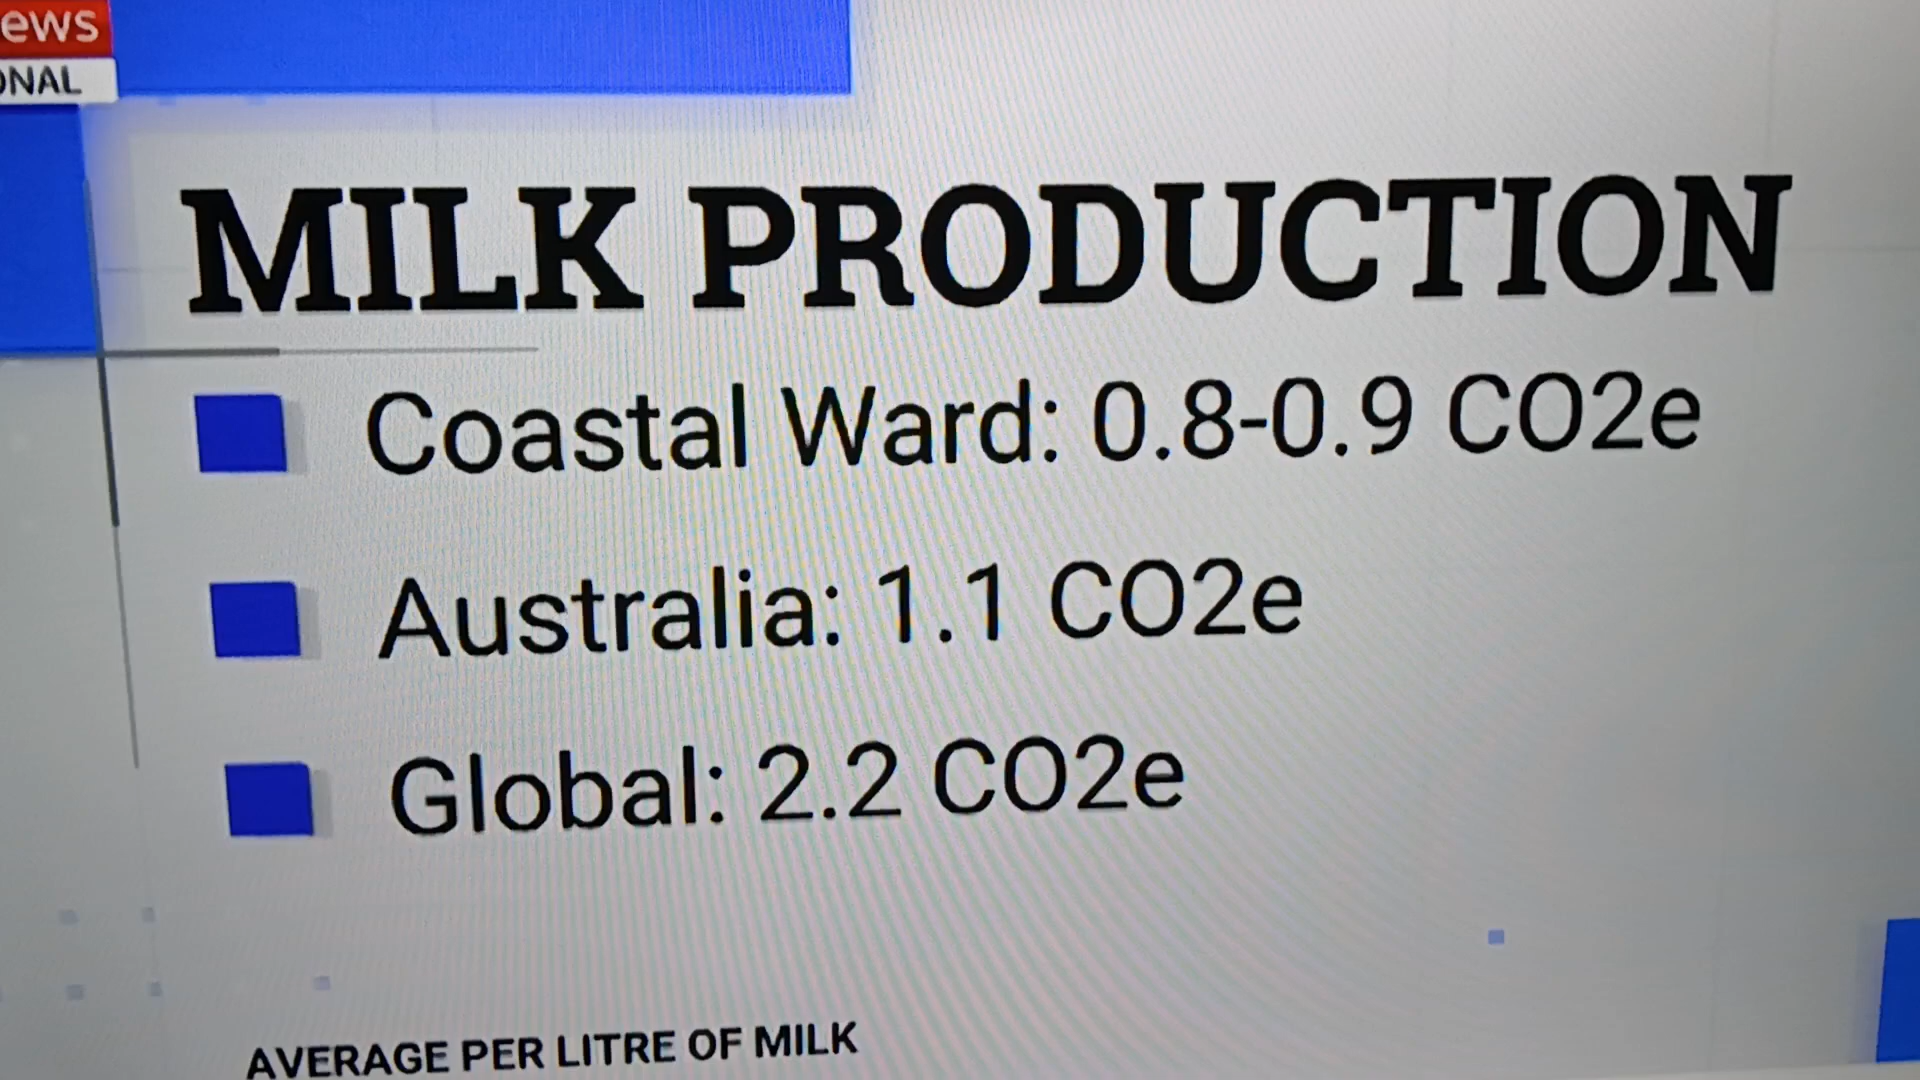 ews
ONAL
MILK PRODUCTION
Coastal Ward: 0.8-0.9 CO2e
Australia: 1.1 CO2e
Global: 2.2 CO2e
AVERAGE PER LITRE OF MILK